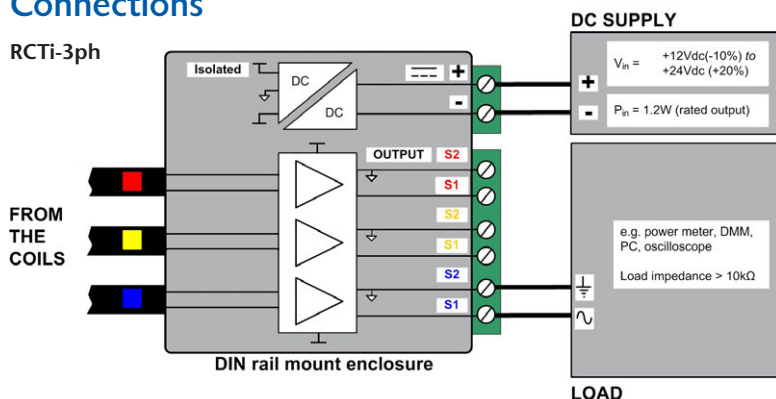 Connections
DC SUPPLY
RCTi-3ph
Isolated
DC
DC
+
-
+
-
Vin = +12Vdc(-10%) to
+24Vdc (+20%)
Pin = 1.2W (rated output)
OUTPUT S2
S1
S2
S1
S2
S1
FROM
THE
COILS
e.g. power meter, DMM,
PC, oscilloscope
Load impedance > 10kΩ
DIN rail mount enclosure
LOAD